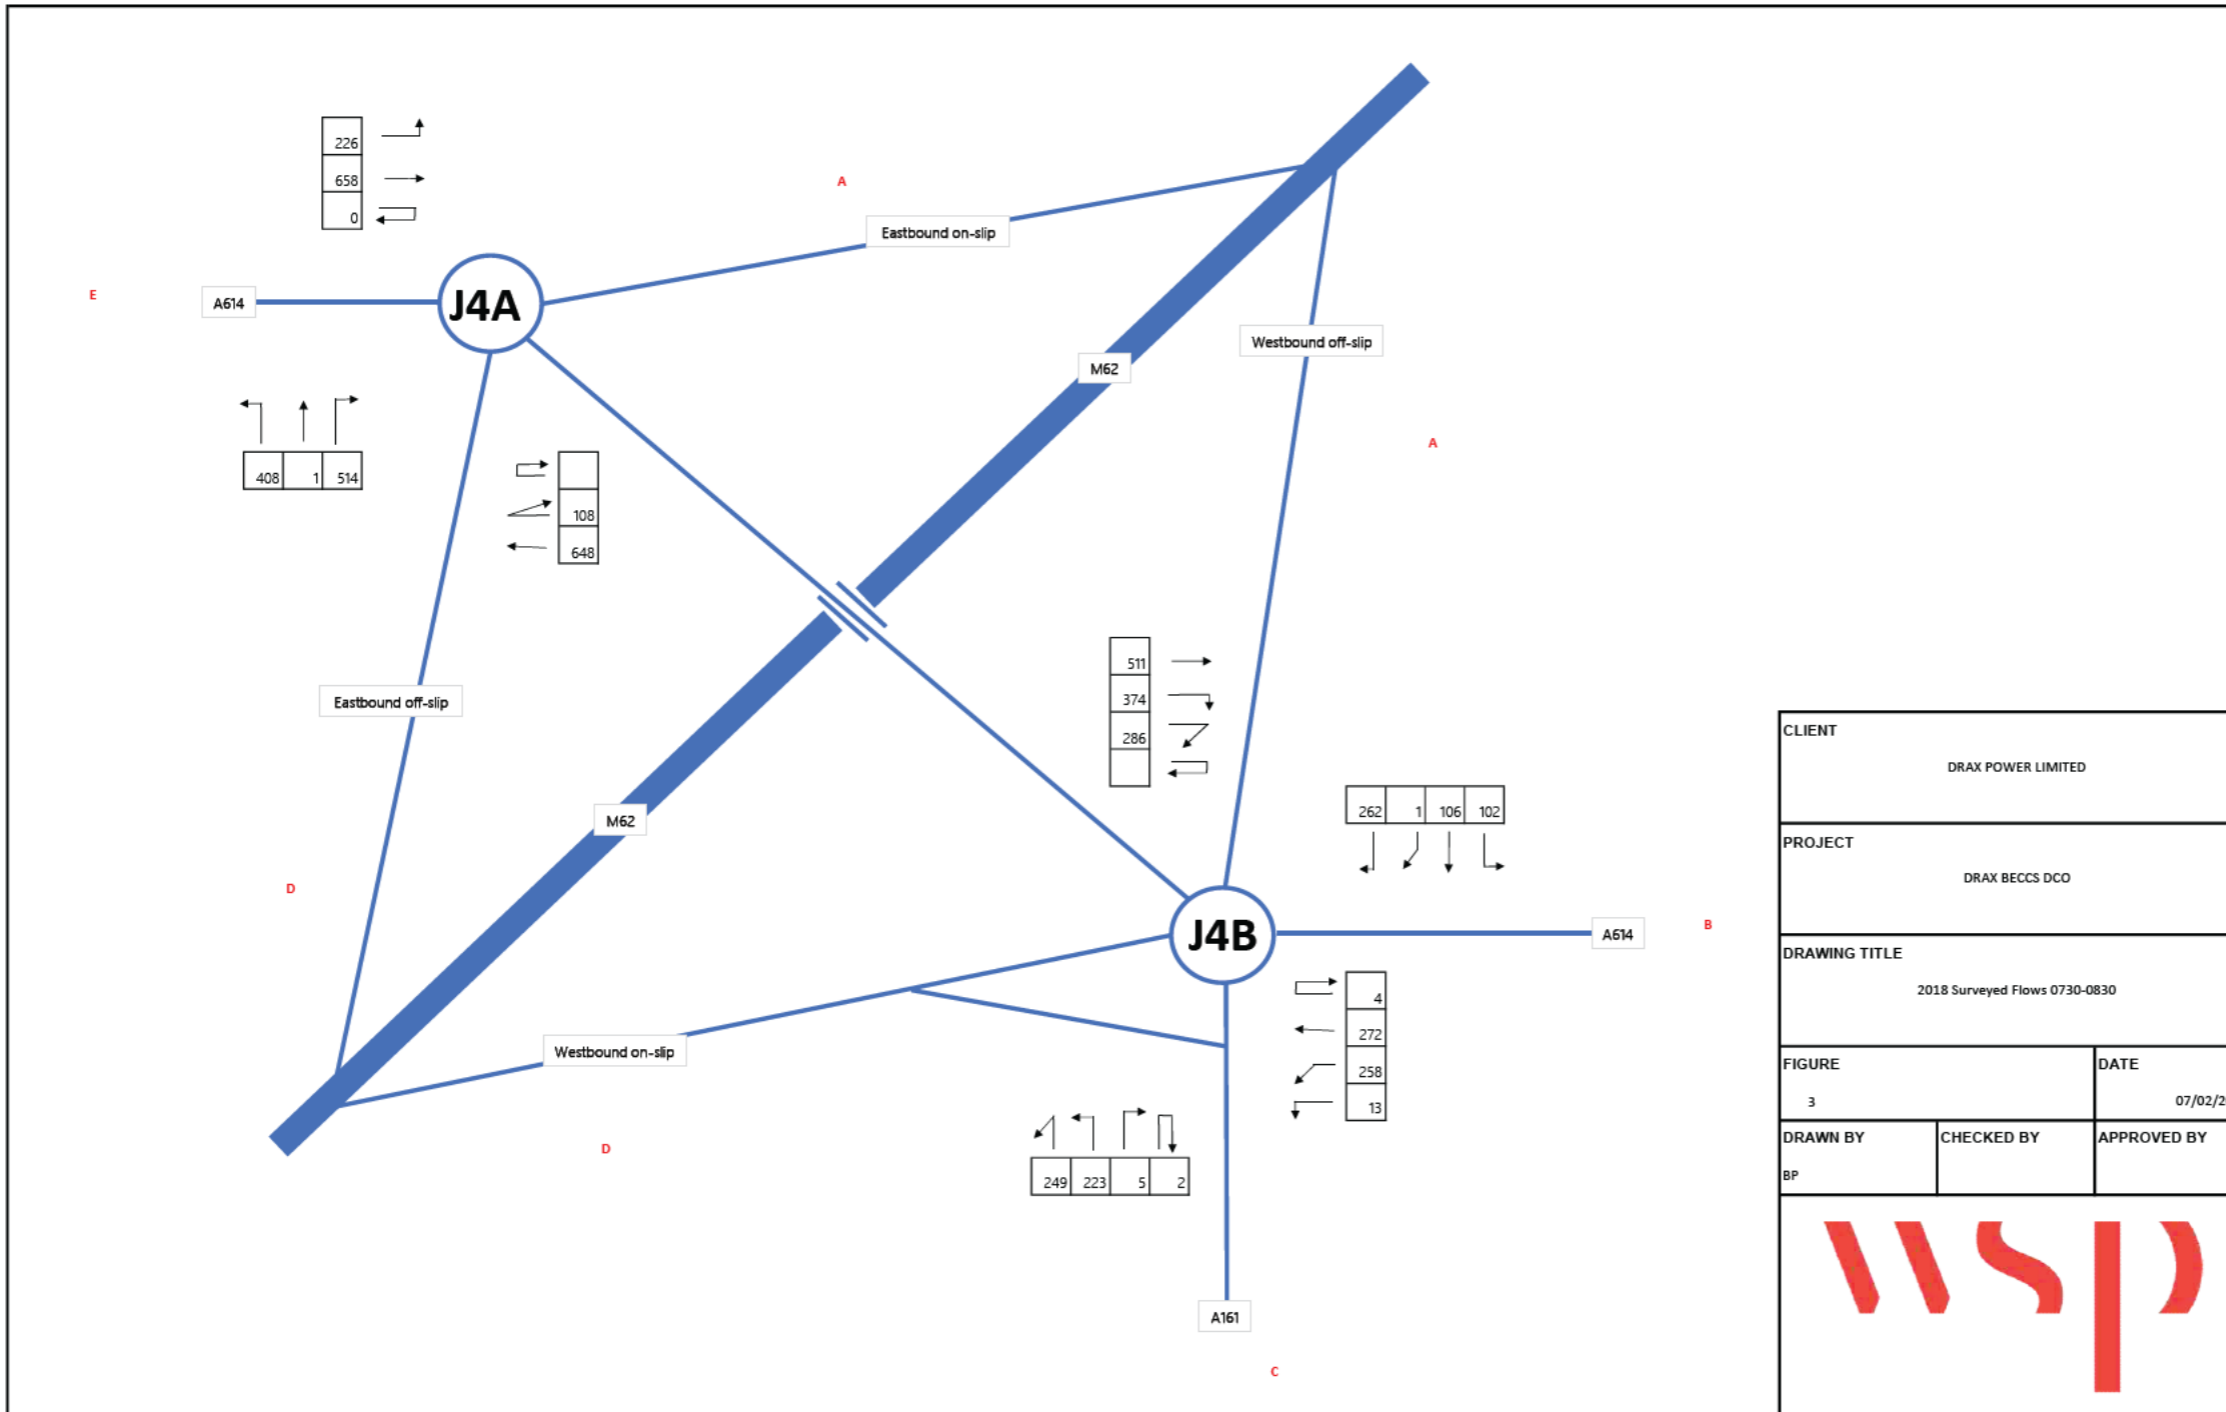 226
658
0
A
Eastbound on-slip
E
A614
J4A
Westbound off-slip
M62
A
408 1 514
108
648
511
374
286
Eastbound off-slip
M62
262 1 106 102
D
J4B
A614
B
4
272
258
13
Westbound on-slip
D
249 223 5 2
A161
C
CLIENT
DRAX POWER LIMITED
PROJECT
DRAX BECCS DCO
DRAWING TITLE
2018 Surveyed Flows 0730-0830
FIGURE
3
DATE
07/02/2
DRAWN BY
BP
CHECKED BY
APPROVED BY
wsp